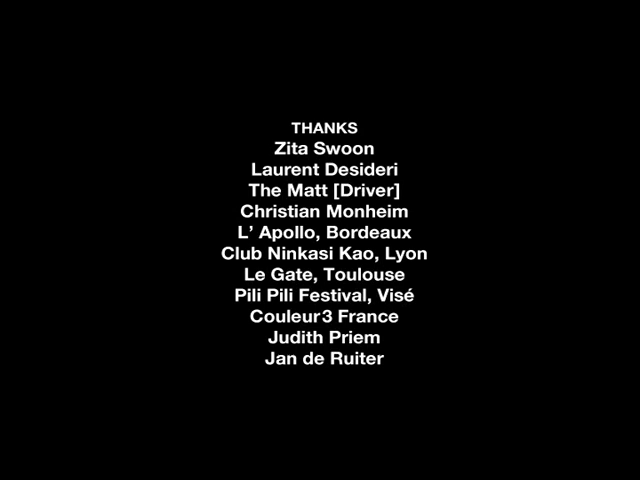 THANKS
Zita Swoon
Laurent Desideri
The Matt [Driver]
Christian Monheim
L’ Apollo, Bordeaux
Club Ninkasi Kao, Lyon
Le Gate, Toulouse
Pili Pili Festival, Visé
Couleur3 France
Judith Priem
Jan de Ruiter